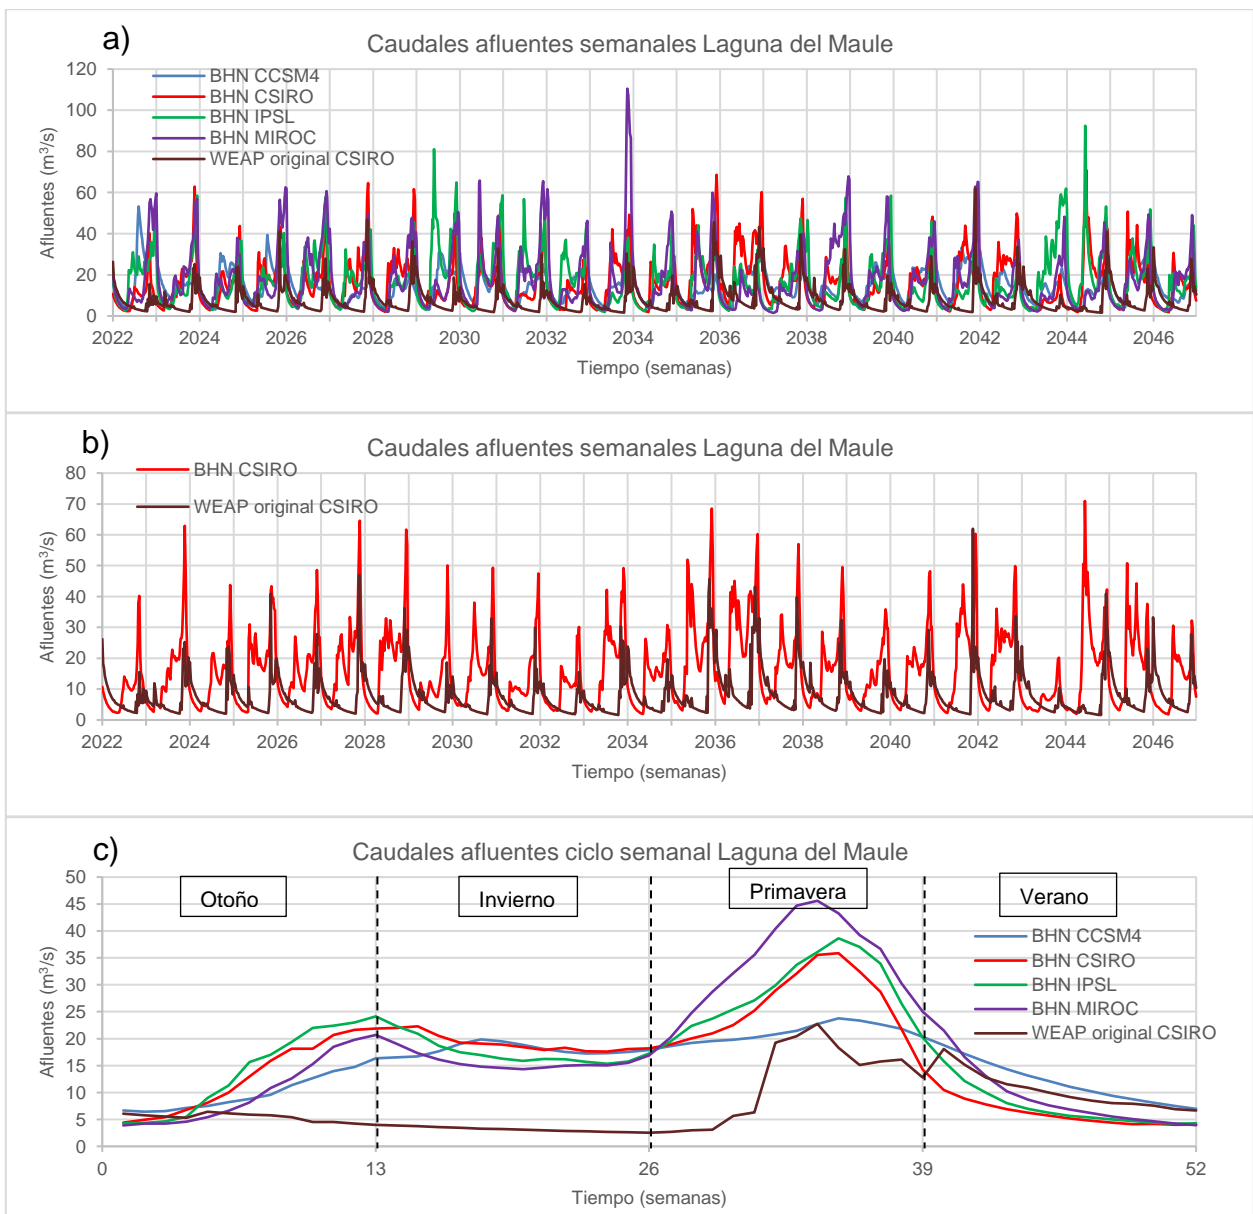 a)
Caudales afluentes semanales Laguna del Maule
120
100
80
60
40
20
0
Afluentes (m³/s)
BHN CCSM4
BHN CSIRO
BHN IPSL
BHN MIROC
WEAP original CSIRO
2022 2024 2026 2028 2030 2032 2034 2036 2038 2040 2042 2044 2046
Tiempo (semanas)
b)
Caudales afluentes semanales Laguna del Maule
80
70
60
50
40
30
20
10
0
Afluentes (m³/s)
BHN CSIRO
WEAP original CSIRO
2022 2024 2026 2028 2030 2032 2034 2036 2038 2040 2042 2044 2046
Tiempo (semanas)
c)
Caudales afluentes ciclo semanal Laguna del Maule
50
45
40
35
30
25
20
15
10
5
0
Afluentes (m³/s)
Otoño
Invierno
Primavera
Verano
BHN CCSM4
BHN CSIRO
BHN IPSL
BHN MIROC
WEAP original CSIRO
0 13 26 39 52
Tiempo (semanas)